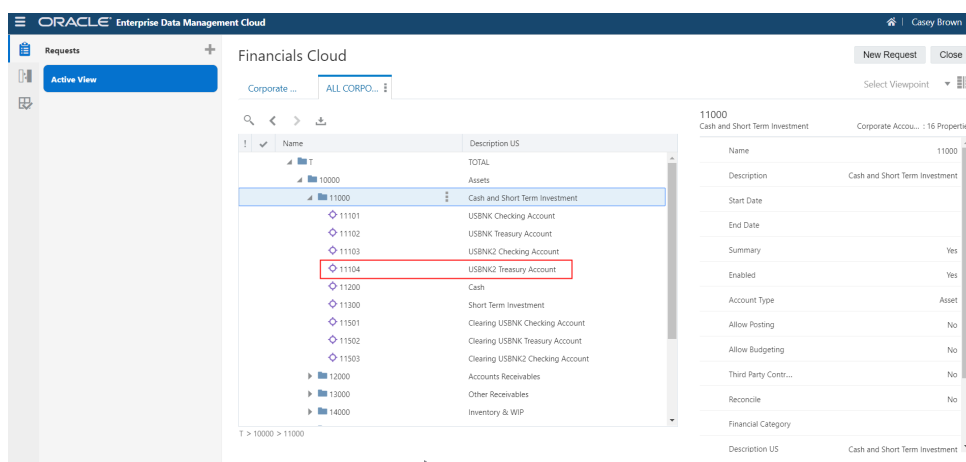 ORACLE® Enterprise Data Management Cloud
Casey Brown
Requests
Active View
Financials Cloud
New Request Close
Corporate ... ALL CORPO...
Select Viewpoint
! Name Description US
T TOTAL
10000 Assets
11000 Cash and Short Term Investment
11101 USBNK Checking Account
11102 USBNK Treasury Account
11103 USBNK2 Checking Account
11104 USBNK2 Treasury Account
11200 Cash
11300 Short Term Investment
11501 Clearing USBNK Checking Account
11502 Clearing USBNK Treasury Account
11503 Clearing USBNK2 Checking Account
12000 Accounts Receivables
13000 Other Receivables
14000 Inventory & WIP
T > 10000 > 11000
11000
Cash and Short Term Investment Corporate Accou... : 16 Propertie
Name 11000
Description Cash and Short Term Investment
Start Date
End Date
Summary Yes
Enabled Yes
Account Type Asset
Allow Posting No
Allow Budgeting No
Third Party Contr... No
Reconcile No
Financial Category
Description US Cash and Short Term Investment